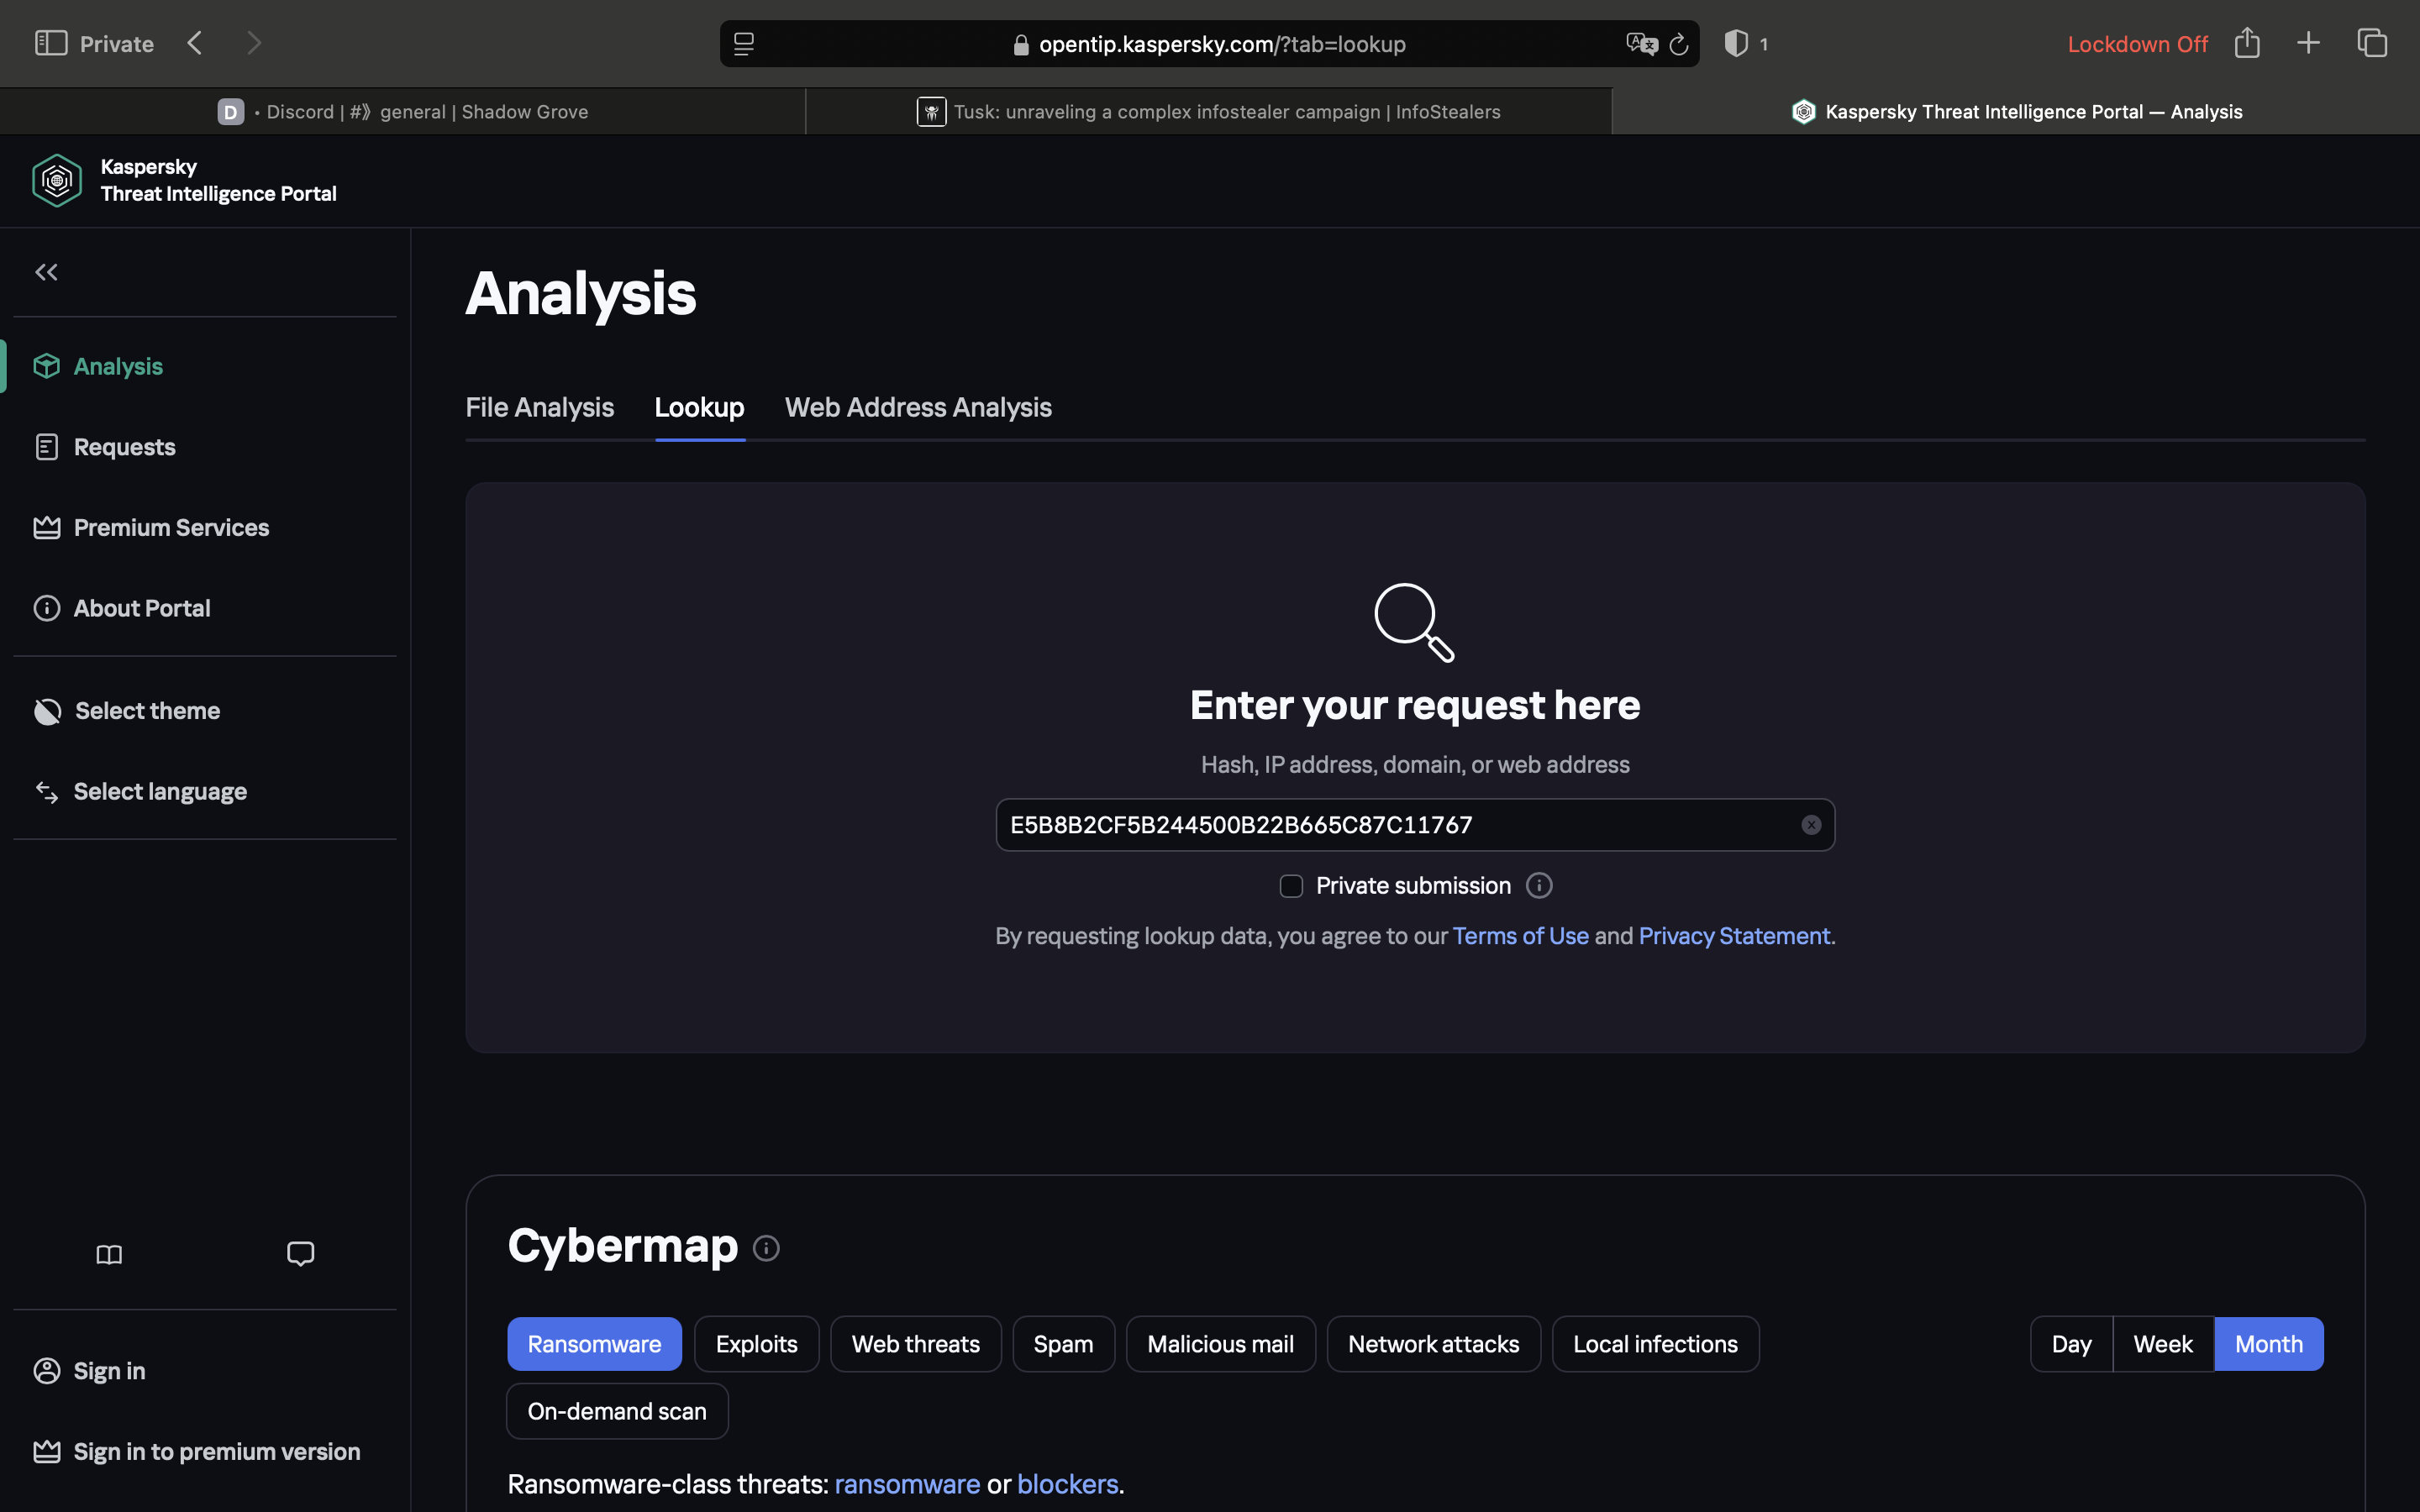 Private
opentip.kaspersky.com/?tab=lookup
1
Lockdown Off
D • Discord | #》 general | Shadow Grove
Tusk: unraveling a complex infostealer campaign | InfoStealers
Kaspersky Threat Intelligence Portal — Analysis
Kaspersky
Threat Intelligence Portal
Analysis
Requests
Premium Services
About Portal
Select theme
Select language
Sign in
Sign in to premium version
Analysis
File Analysis
Lookup
Web Address Analysis
Enter your request here
Hash, IP address, domain, or web address
E5B8B2CF5B244500B22B665C87C11767
Private submission
By requesting lookup data, you agree to our Terms of Use and Privacy Statement.
Cybermap
Ransomware
Exploits
Web threats
Spam
Malicious mail
Network attacks
Local infections
Day
Week
Month
On-demand scan
Ransomware-class threats: ransomware or blockers.